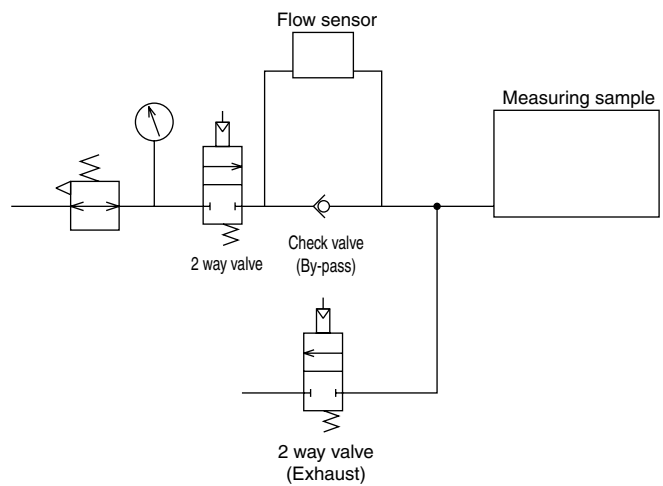 Flow sensor
Measuring sample
2 way valve
Check valve
(By-pass)
2 way valve
(Exhaust)